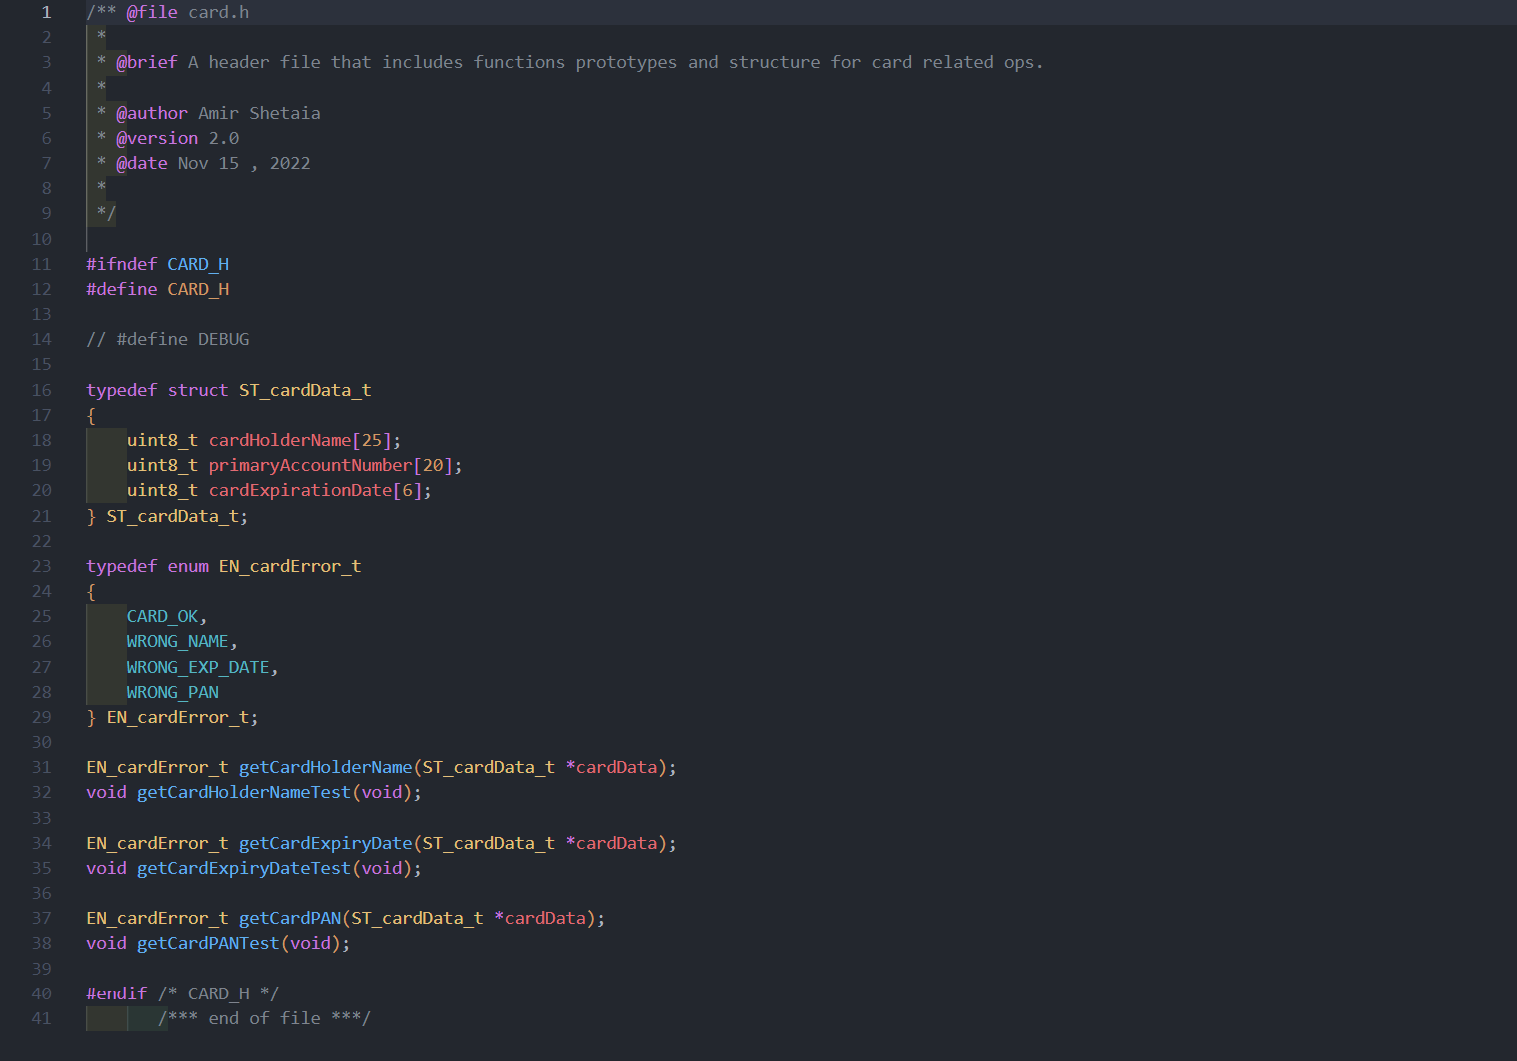 1 /** @file card.h
2 *
3 * @brief A header file that includes functions prototypes and structure for card related ops.
4 *
5 * @author Amir Shetaia
6 * @version 2.0
7 * @date Nov 15 , 2022
8 *
9 */
10
11 #ifndef CARD_H
12 #define CARD_H
13
14 // #define DEBUG
15
16 typedef struct ST_cardData_t
17 {
18     uint8_t cardHolderName[25];
19     uint8_t primaryAccountNumber[20];
20     uint8_t cardExpirationDate[6];
21 } ST_cardData_t;
22
23 typedef enum EN_cardError_t
24 {
25     CARD_OK,
26     WRONG_NAME,
27     WRONG_EXP_DATE,
28     WRONG_PAN
29 } EN_cardError_t;
30
31 EN_cardError_t getCardHolderName(ST_cardData_t *cardData);
32 void getCardHolderNameTest(void);
33
34 EN_cardError_t getCardExpiryDate(ST_cardData_t *cardData);
35 void getCardExpiryDateTest(void);
36
37 EN_cardError_t getCardPAN(ST_cardData_t *cardData);
38 void getCardPANTest(void);
39
40 #endif /* CARD_H */
41        /*** end of file ***/